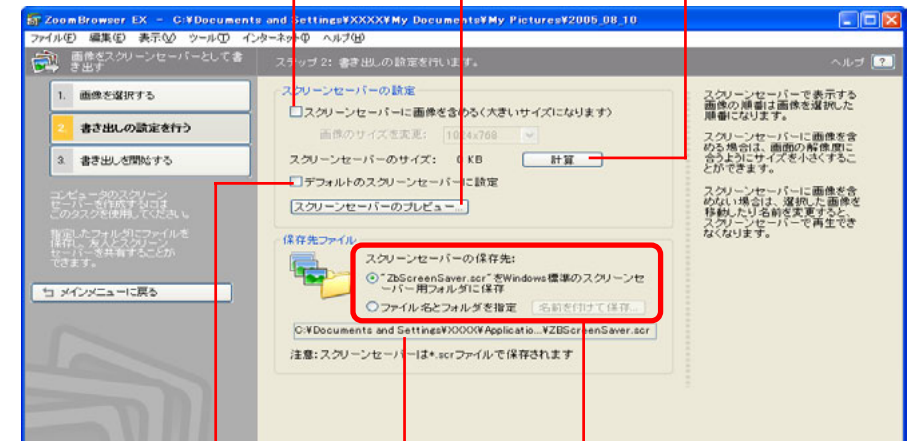 ZoomBrowser EX - C:¥Documents and Settings¥XXXX¥My Documents¥My Pictures¥2005_08_10
ファイル(F) 編集(E) 表示(V) ツール(T) インターネット(I) ヘルプ(H)
画像をスクリーンセーバーとして書
き出す
ステップ 2: 書き出しの設定を行います。
ヘルプ ?
1. 画像を選択する
2. 書き出しの設定を行う
3. 書き出しを開始する
コンピュータのスクリーン
セーバーを作成するには
このタスクを使用してください。
指定したフォルダにファイルを
保存し、友人とスクリーン
セーバーを共有することが
できます。
メインメニューに戻る
スクリーンセーバーの設定
スクリーンセーバーに画像を含める(大きいサイズになります)
画像のサイズを変更: 1024x768
スクリーンセーバーのサイズ: 0 KB 計算
デフォルトのスクリーンセーバーに設定
スクリーンセーバーのプレビュー...
保存先ファイル
スクリーンセーバーの保存先:
"ZbScreenSaver.scr"をWindows標準のスクリーンセ
ーバー用フォルダに保存
ファイル名とフォルダを指定 名前を付けて保存...
C:¥Documents and Settings¥XXXX¥Applicatio...¥ZBScreenSaver.scr
注意:スクリーンセーバーは*.scrファイルで保存されます
スクリーンセーバーで表示する
画像の順番は画像を選択した
順番になります。
スクリーンセーバーに画像を含
める場合は、画面の解像度に
合うようにサイズを小さくするこ
とができます。
スクリーンセーバーに画像を含
めない場合は、選択した画像を
移動したり名前を変更すると、
スクリーンセーバーで再生でき
なくなります。